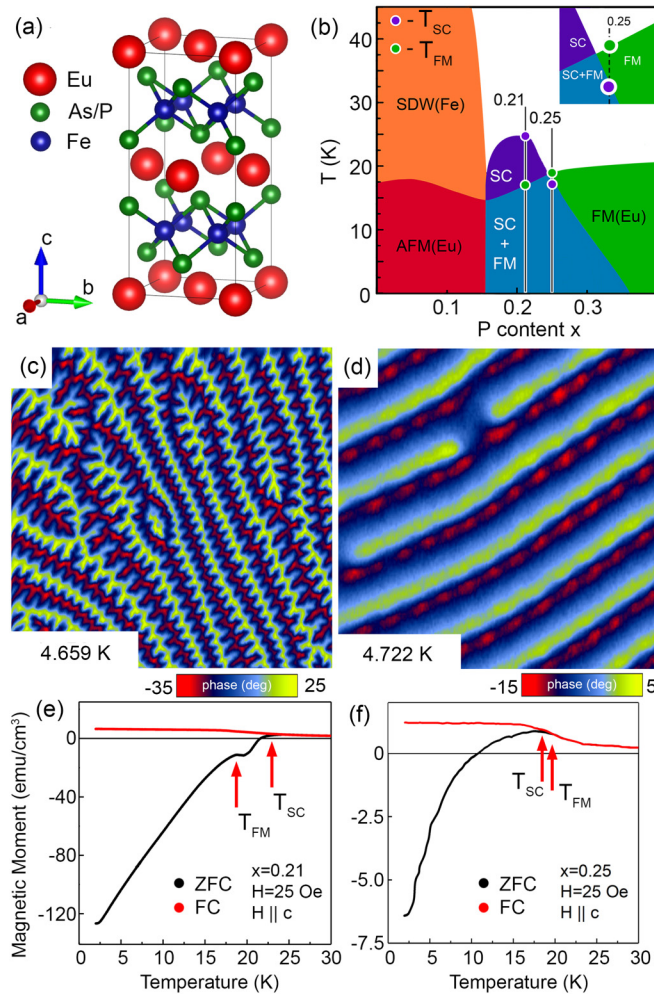 (a)
Eu
As/P
Fe
c
b
a
(b)
- T_SC
- T_FM
SDW(Fe)
AFM(Eu)
SC
SC
+
FM
FM(Eu)
0.21
0.25
0.25
SC
FM
SC+FM
T (K)
40
30
20
15
10
5
0
0.1
0.2
0.3
P content x
(c)
4.659 K
-35 phase (deg) 25
(d)
4.722 K
-15 phase (deg) 5
(e)
Magnetic Moment (emu/cm³)
0
-40
-80
-120
T_FM
T_SC
ZFC
FC
x=0.21
H=25 Oe
H || c
0 5 10 15 20 25 30
Temperature (K)
(f)
2.5
0
-2.5
-5.0
-7.5
T_SC
T_FM
ZFC
FC
x=0.25
H=25 Oe
H || c
0 5 10 15 20 25 30
Temperature (K)